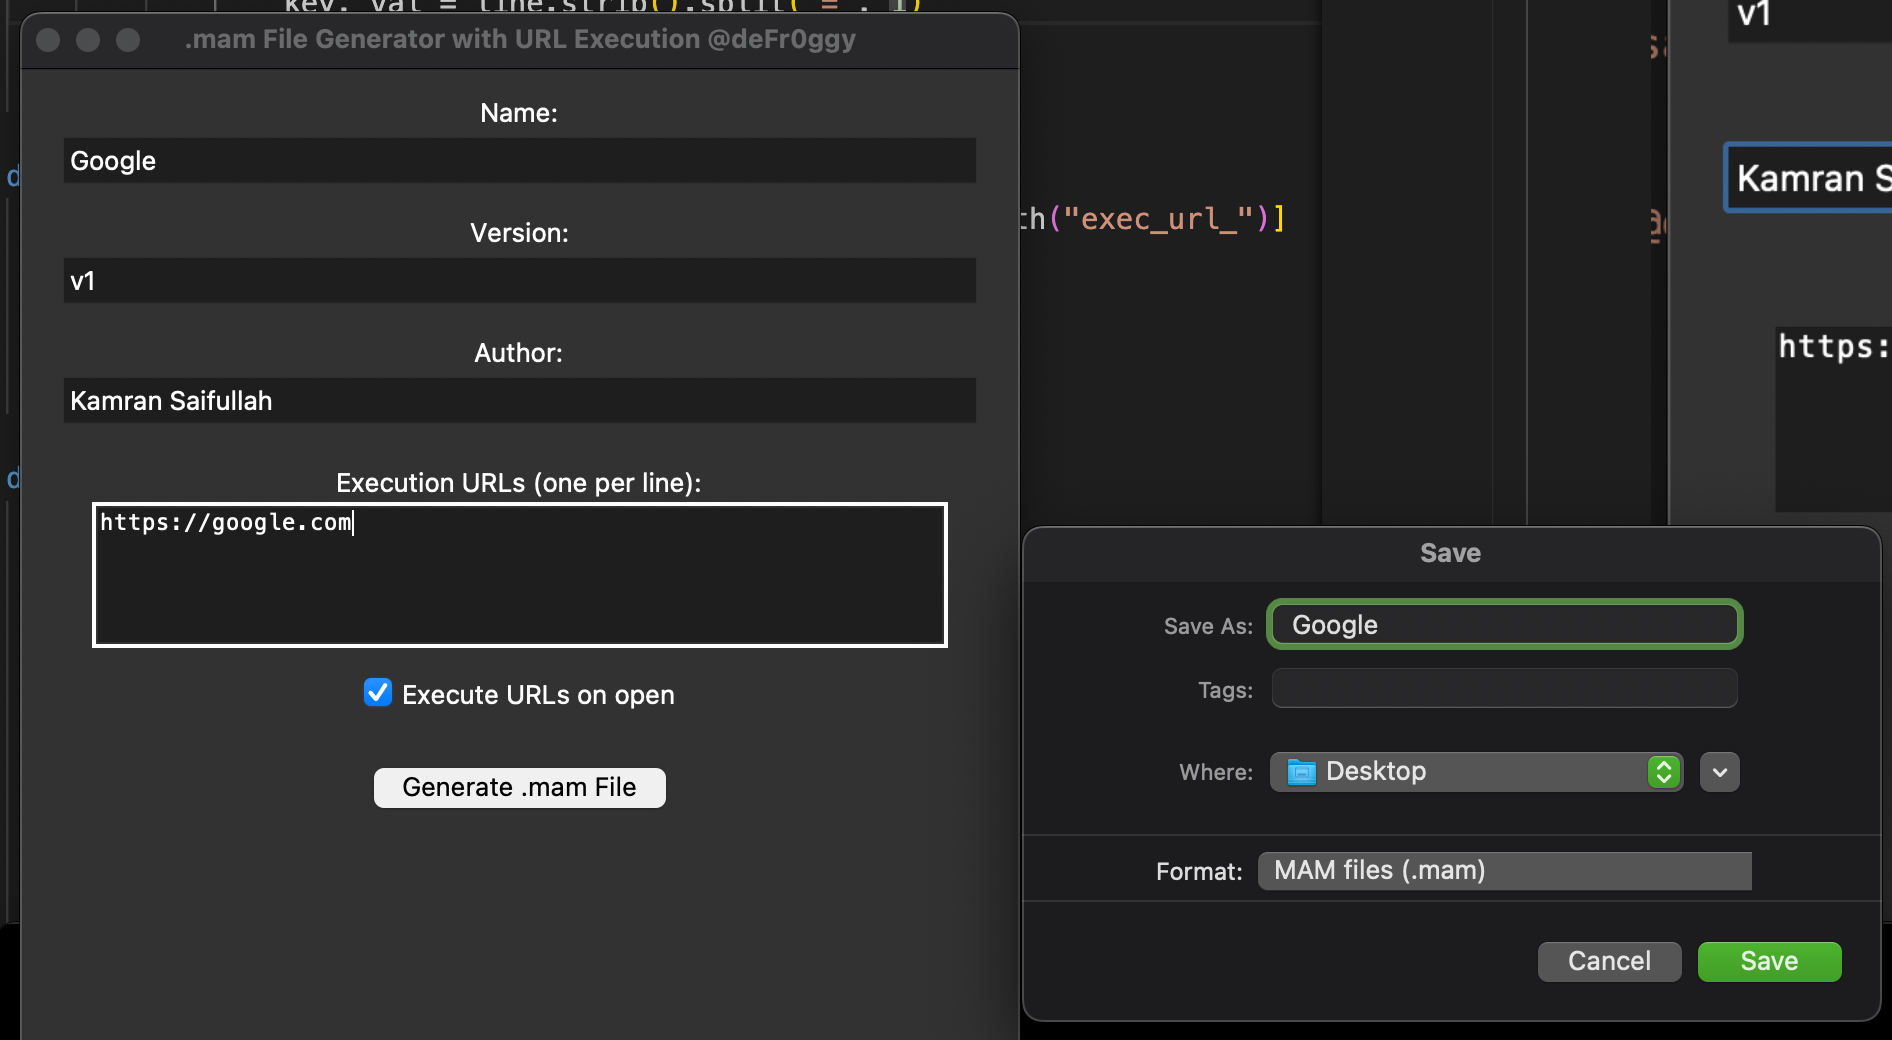 key, val = line.strip().split("=", 1)
.mam File Generator with URL Execution @deFr0ggy
Name:
Google
Version:
v1
Author:
Kamran Saifullah
Execution URLs (one per line):
https://google.com
Execute URLs on open
Generate .mam File
th("exec_url_")]
v1
Kamran S
https:
Save
Save As: Google
Tags:
Where: Desktop
Format: MAM files (.mam)
Cancel Save